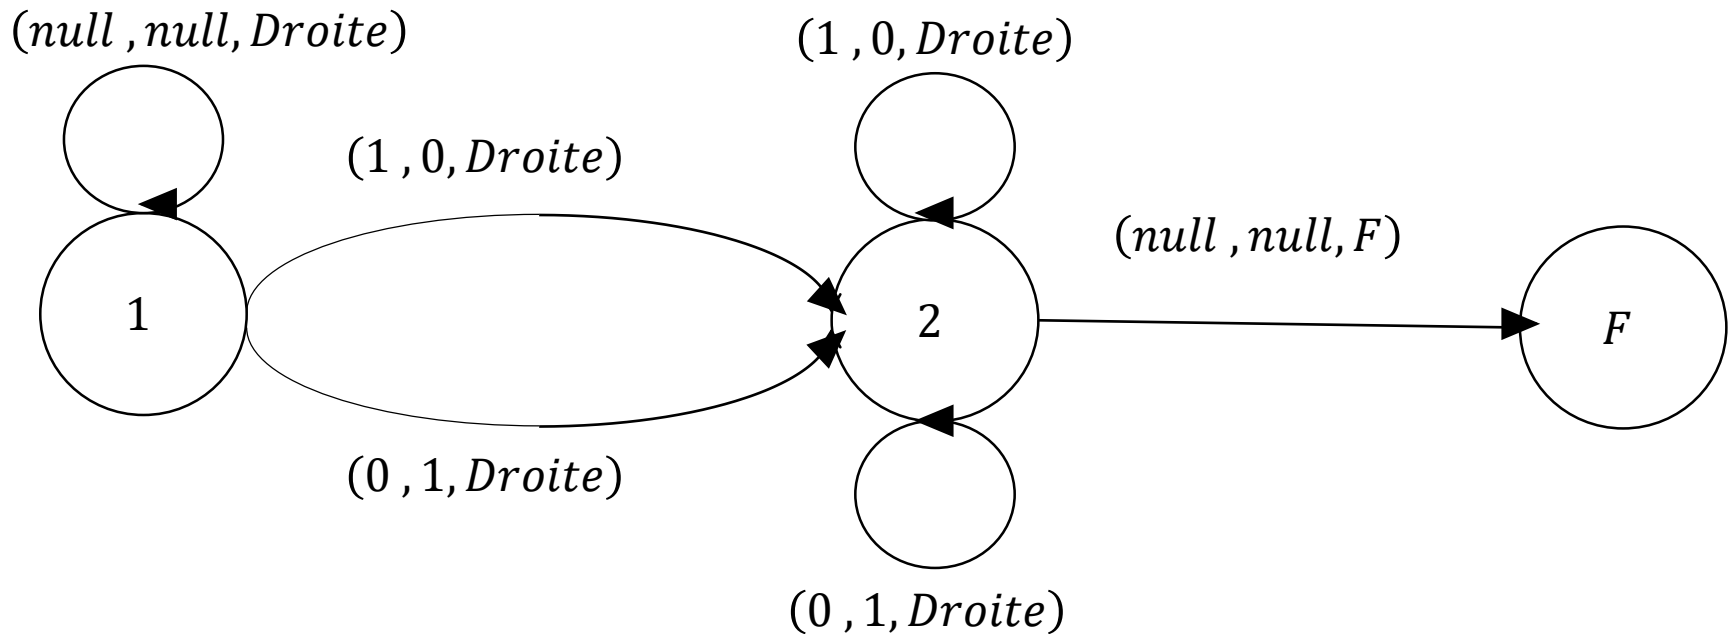 (null , null, Droite)
(1 , 0, Droite)
(1 , 0, Droite)
(null , null, F)
1
2
F
(0 , 1, Droite)
(0 , 1, Droite)